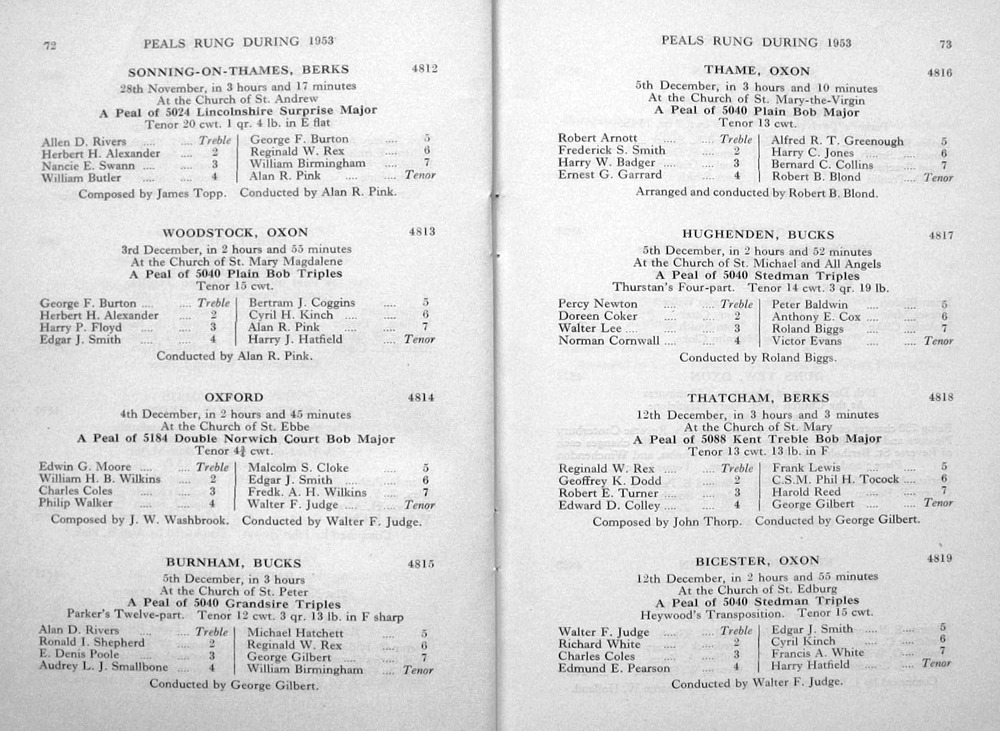 72 PEALS RUNG DURING 1953
SONNING-ON-THAMES, BERKS 4812
28th November, in 3 hours and 17 minutes
At the Church of St. Andrew
A Peal of 5024 Lincolnshire Surprise Major
Tenor 20 cwt. 1 qr. 4 lb. in E flat
Allen D. Rivers .... .... Treble George F. Burton .... 5
Herbert H. Alexander .... 2 Reginald W. Rex .... 6
Nancie E. Swann .... .... 3 William Birmingham .... 7
William Butler .... .... 4 Alan R. Pink .... .... Tenor
Composed by James Topp. Conducted by Alan R. Pink.
WOODSTOCK, OXON 4813
3rd December, in 2 hours and 55 minutes
At the Church of St. Mary Magdalene
A Peal of 5040 Plain Bob Triples
Tenor 15 cwt.
George F. Burton .... .... Treble Bertram J. Coggins .... 5
Herbert H. Alexander .... 2 Cyril H. Kinch .... .... 6
Harry P. Floyd .... .... 3 Alan R. Pink .... .... 7
Edgar J. Smith .... .... 4 Harry J. Hatfield .... .... Tenor
Conducted by Alan R. Pink.
OXFORD 4814
4th December, in 2 hours and 45 minutes
At the Church of St. Ebbe
A Peal of 5184 Double Norwich Court Bob Major
Tenor 4¾ cwt.
Edwin G. Moore .... .... Treble Malcolm S. Cloke .... 5
William H. B. Wilkins .... 2 Edgar J. Smith .... .... 6
Charles Coles .... .... 3 Fredk. A. H. Wilkins .... 7
Philip Walker .... .... 4 Walter F. Judge .... .... Tenor
Composed by J. W. Washbrook. Conducted by Walter F. Judge.
BURNHAM, BUCKS 4815
5th December, in 3 hours
At the Church of St. Peter
A Peal of 5040 Grandsire Triples
Parker's Twelve-part. Tenor 12 cwt. 3 qr. 13 lb. in F sharp
Alan D. Rivers .... .... Treble Michael Hatchett .... 5
Ronald I. Shepherd .... 2 Reginald W. Rex .... 6
E. Denis Poole .... .... 3 George Gilbert .... .... 7
Audrey L. J. Smallbone .... 4 William Birmingham .... Tenor
Conducted by George Gilbert.
PEALS RUNG DURING 1953 73
THAME, OXON 4816
5th December, in 3 hours and 10 minutes
At the Church of St. Mary-the-Virgin
A Peal of 5040 Plain Bob Major
Tenor 13 cwt.
Robert Arnott .... .... Treble Alfred R. T. Greenough 5
Frederick S. Smith .... 2 Harry C. Jones .... .... 6
Harry W. Badger .... .... 3 Bernard C. Collins .... 7
Ernest G. Garrard .... 4 Robert B. Blond .... .... Tenor
Arranged and conducted by Robert B. Blond.
HUGHENDEN, BUCKS 4817
5th December, in 2 hours and 52 minutes
At the Church of St. Michael and All Angels
A Peal of 5040 Stedman Triples
Thurstan's Four-part. Tenor 14 cwt. 3 qr. 19 lb.
Percy Newton .... .... Treble Peter Baldwin .... .... 5
Doreen Coker .... .... 2 Anthony E. Cox .... .... 6
Walter Lee .... .... 3 Roland Biggs .... .... 7
Norman Cornwall .... .... 4 Victor Evans .... .... Tenor
Conducted by Roland Biggs.
THATCHAM, BERKS 4818
12th December, in 3 hours and 3 minutes
At the Church of St. Mary
A Peal of 5088 Kent Treble Bob Major
Tenor 13 cwt. 13 lb. in F
Reginald W. Rex .... .... Treble Frank Lewis .... .... 5
Geoffrey K. Dodd .... .... 2 C.S.M. Phil H. Tocock .... 6
Robert E. Turner .... .... 3 Harold Reed .... .... 7
Edward D. Colley .... .... 4 George Gilbert .... .... Tenor
Composed by John Thorp. Conducted by George Gilbert.
BICESTER, OXON 4819
12th December, in 2 hours and 55 minutes
At the Church of St. Edburg
A Peal of 5040 Stedman Triples
Heywood's Transposition. Tenor 15 cwt.
Walter F. Judge .... .... Treble Edgar J. Smith .... .... 5
Richard White .... .... 2 Cyril Kinch .... .... 6
Charles Coles .... .... 3 Francis A. White .... .... 7
Edmund E. Pearson .... 4 Harry Hatfield .... .... Tenor
Conducted by Walter F. Judge.